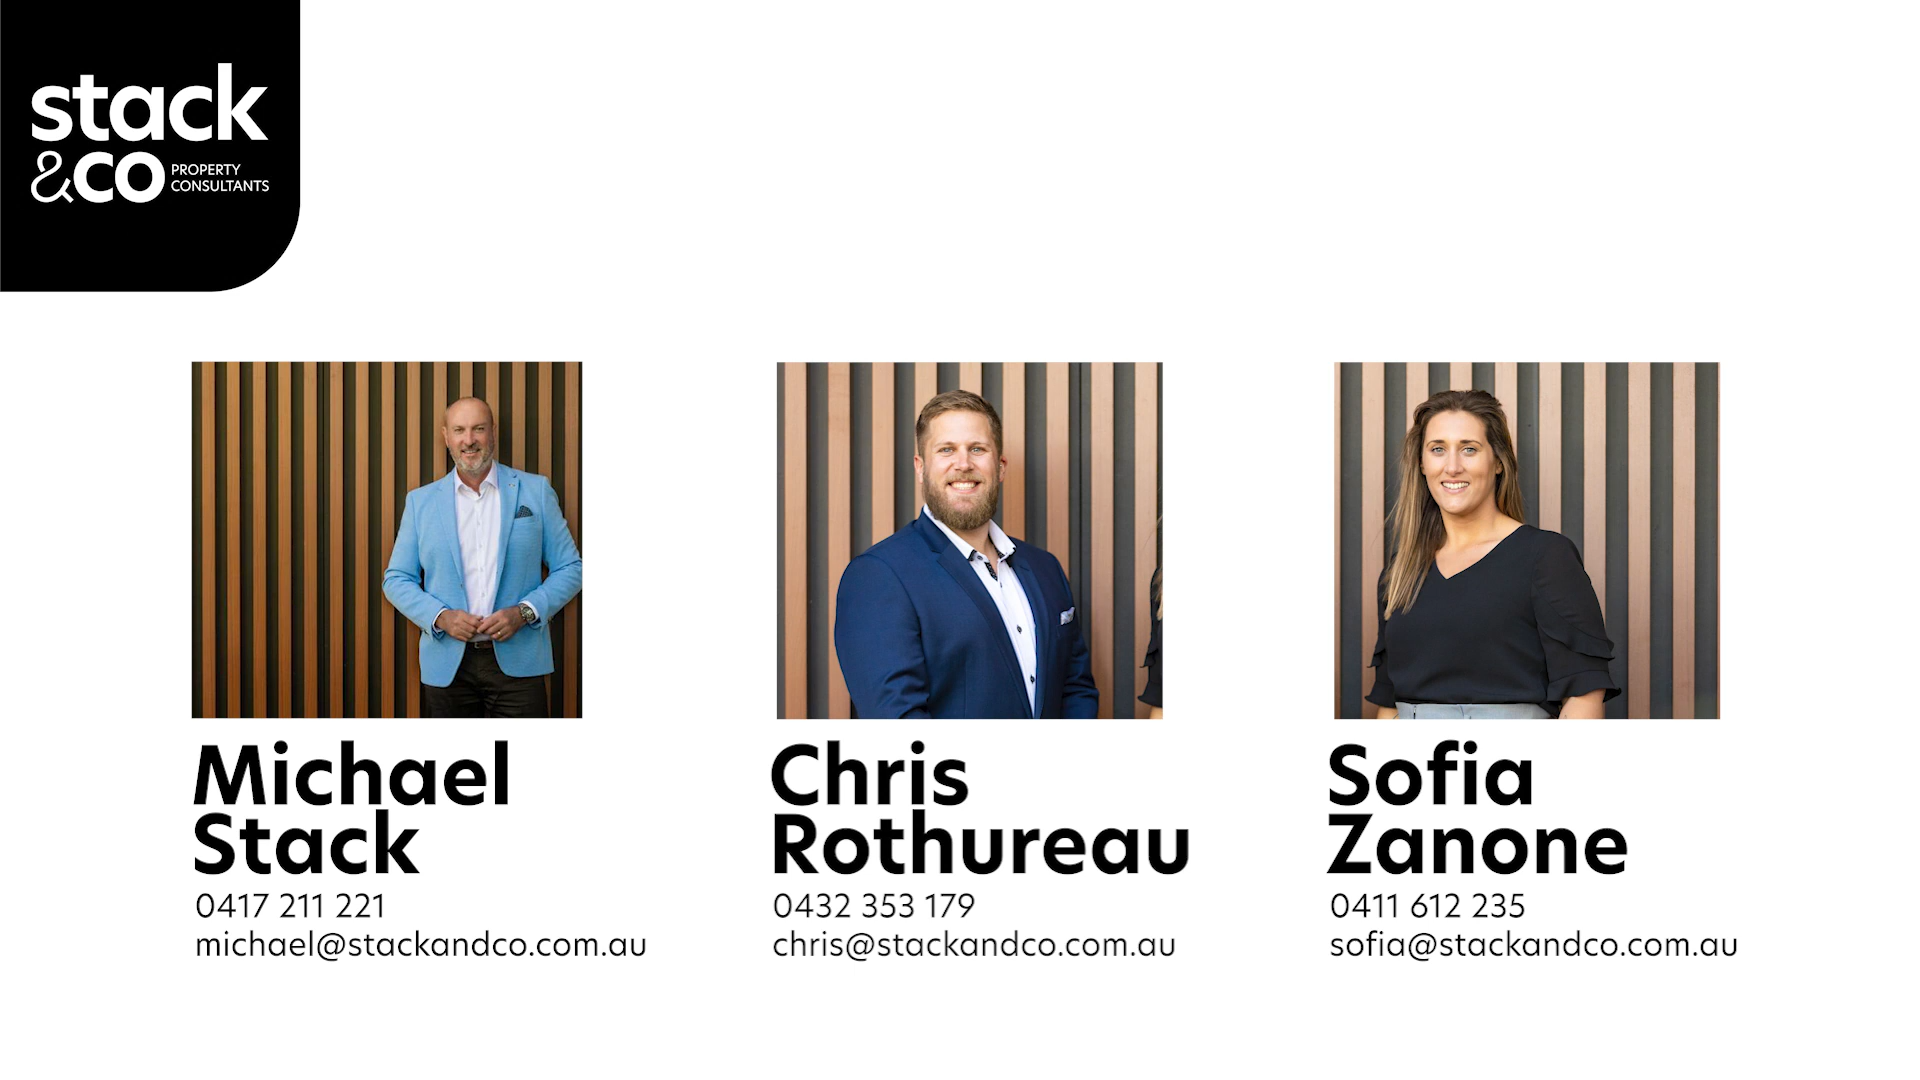 stack
&co PROPERTY
CONSULTANTS
Michael
Stack
0417 211 221
michael@stackandco.com.au
Chris
Rothureau
0432 353 179
chris@stackandco.com.au
Sofia
Zanone
0411 612 235
sofia@stackandco.com.au